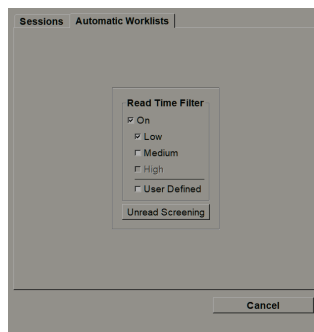 Sessions Automatic Worklists
Read Time Filter
On
Low
Medium
High
User Defined
Unread Screening
Cancel